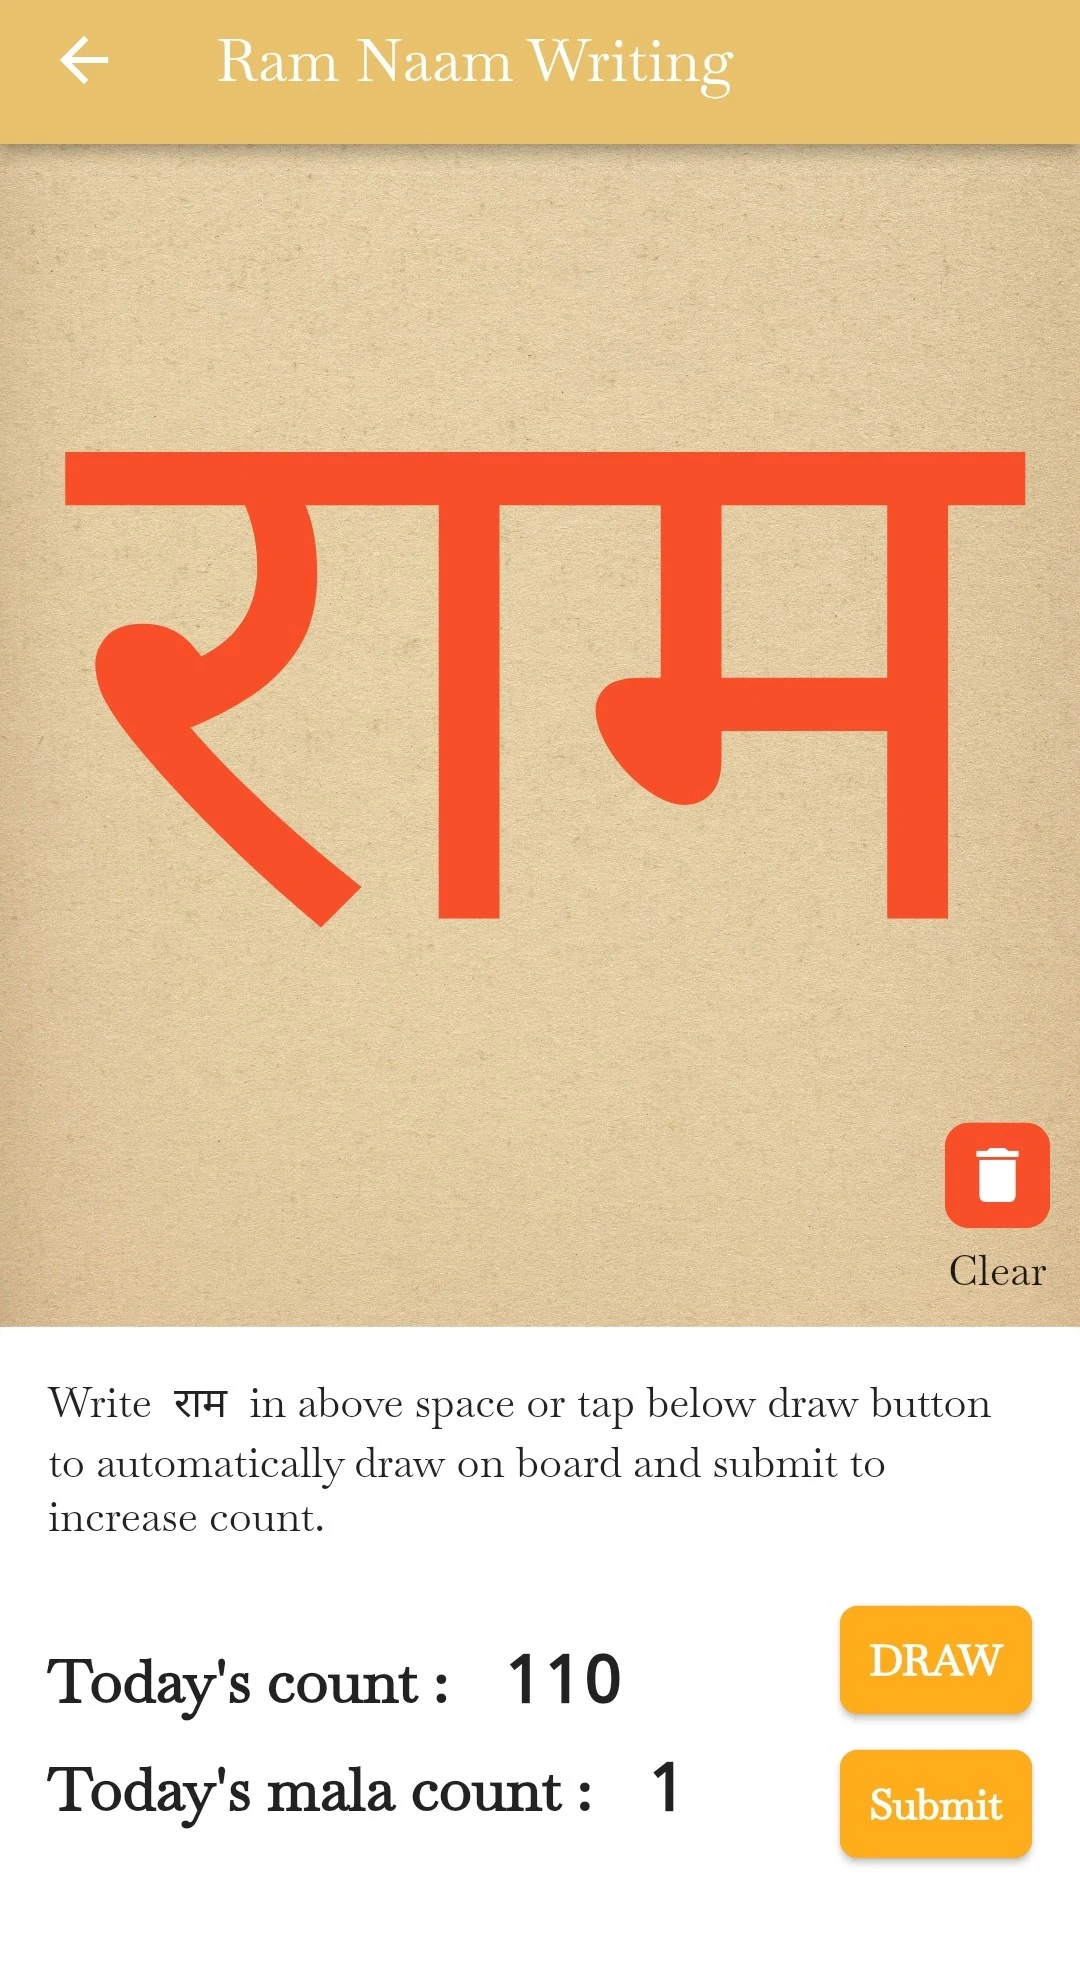 Ram Naam Writing
राम
Clear
Write राम in above space or tap below draw button
to automatically draw on board and submit to
increase count.
Today's count : 110
DRAW
Today's mala count : 1
Submit